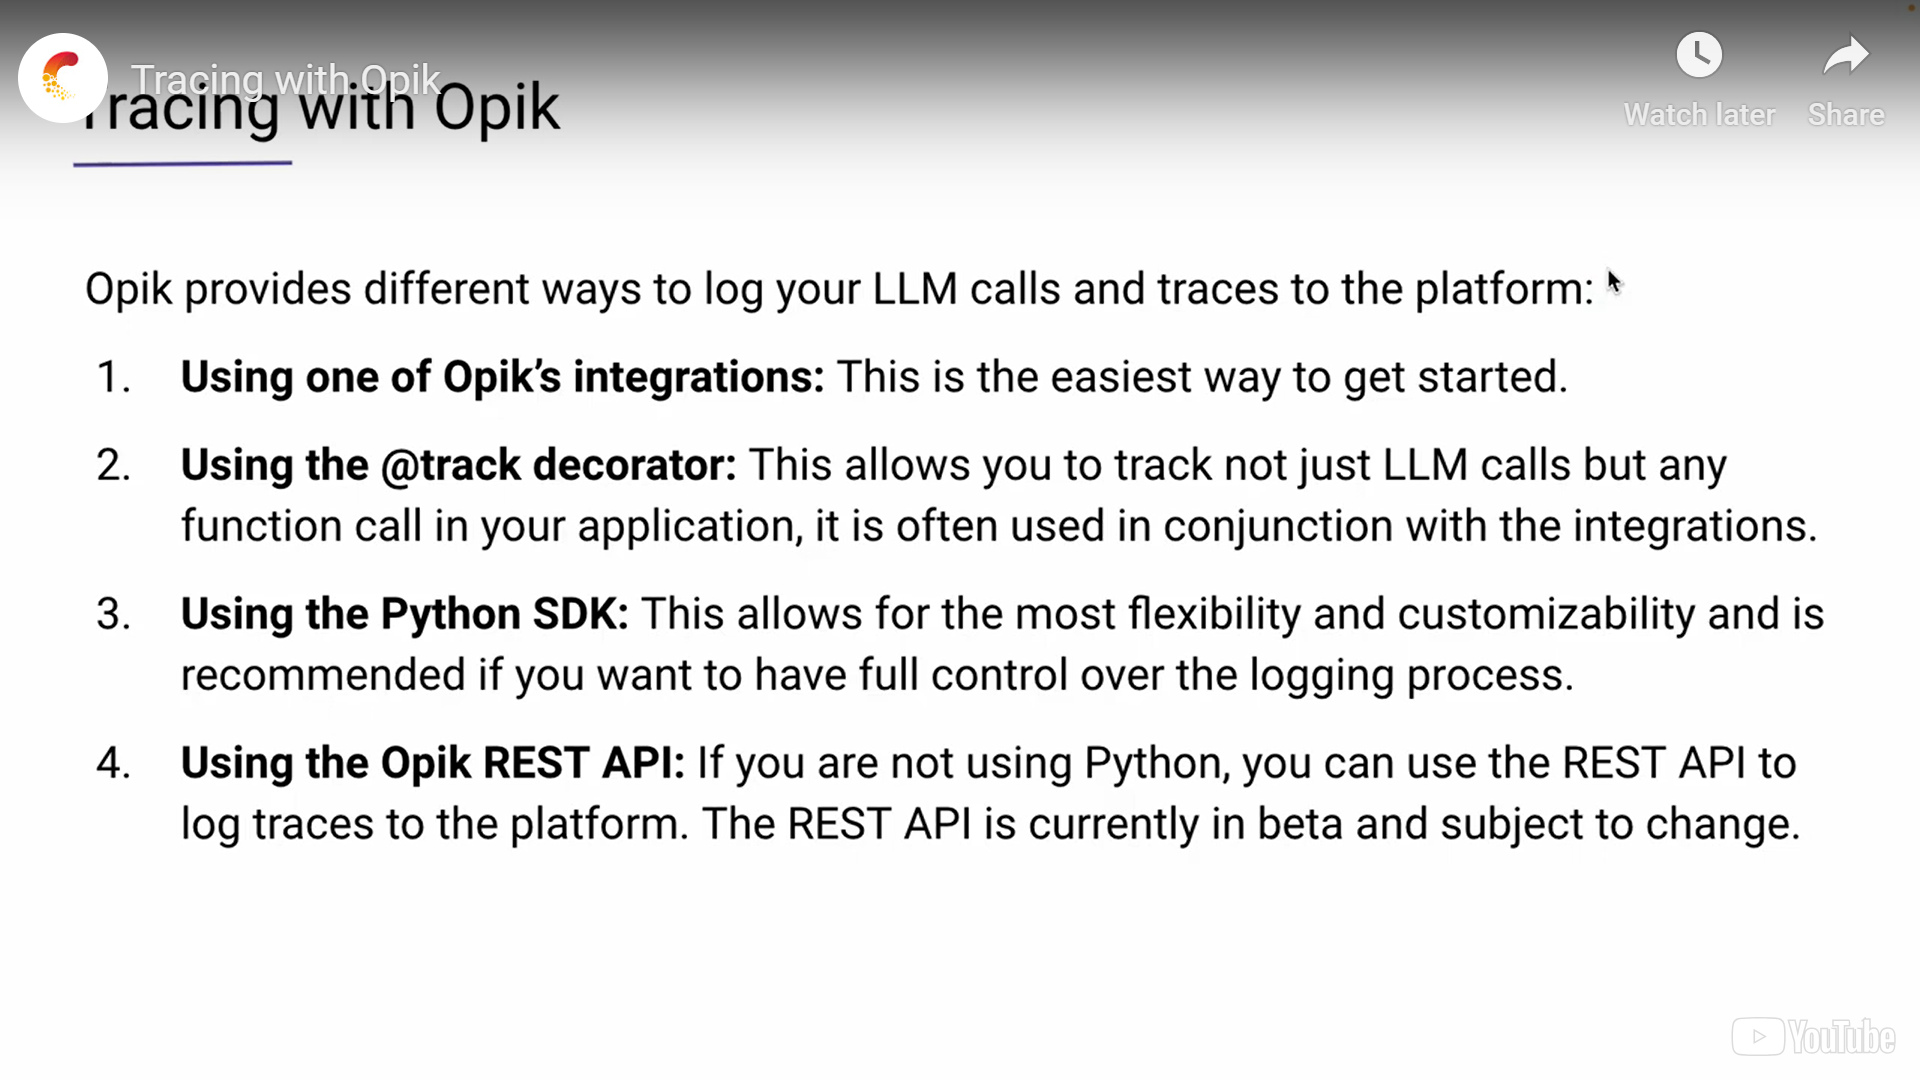 Tracing with Opik
Watch later
Share
Tracing with Opik
Opik provides different ways to log your LLM calls and traces to the platform:
1. Using one of Opik’s integrations: This is the easiest way to get started.
2. Using the @track decorator: This allows you to track not just LLM calls but any
function call in your application, it is often used in conjunction with the integrations.
3. Using the Python SDK: This allows for the most flexibility and customizability and is
recommended if you want to have full control over the logging process.
4. Using the Opik REST API: If you are not using Python, you can use the REST API to
log traces to the platform. The REST API is currently in beta and subject to change.
YouTube